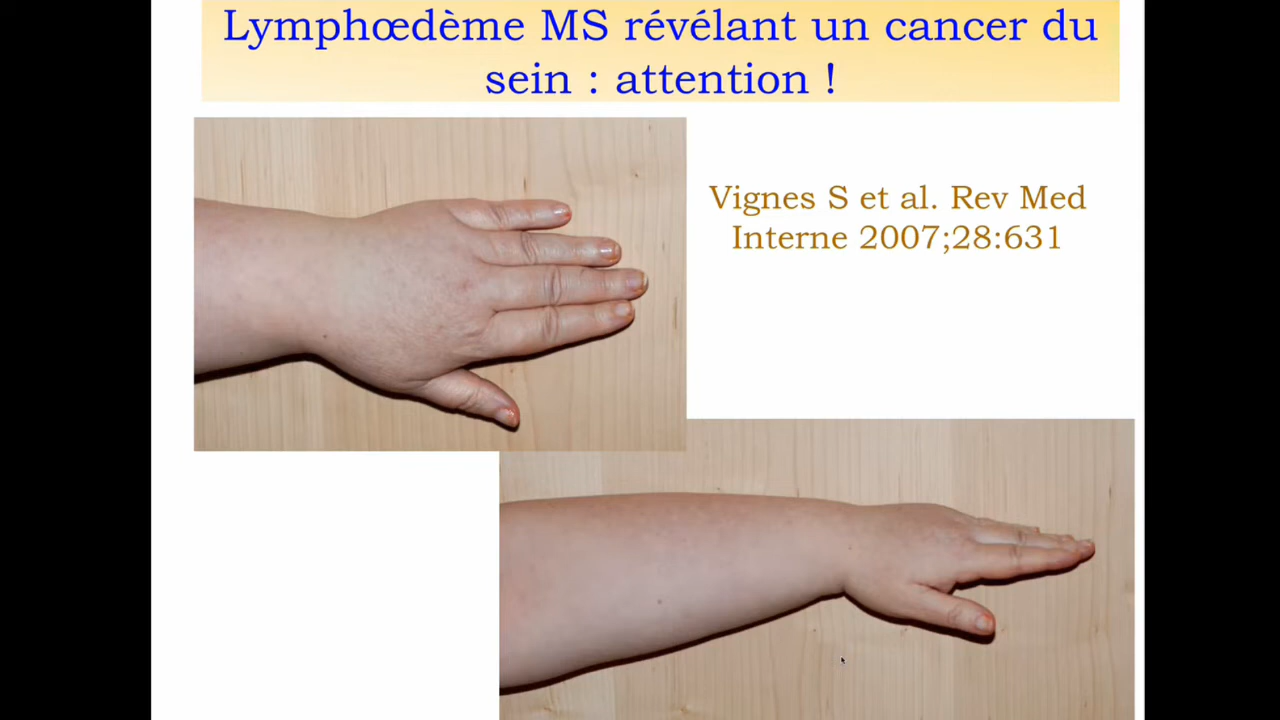 Lymphœdème MS révélant un cancer du
sein : attention !
Vignes S et al. Rev Med
Interne 2007;28:631